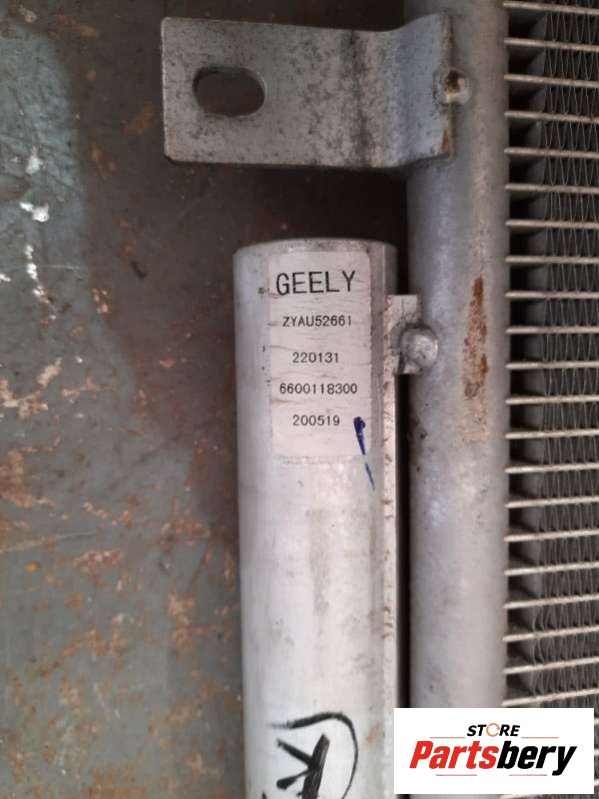 GEELY
ZYAU52661
220131
6600118300
200519
STORE
Partsbery